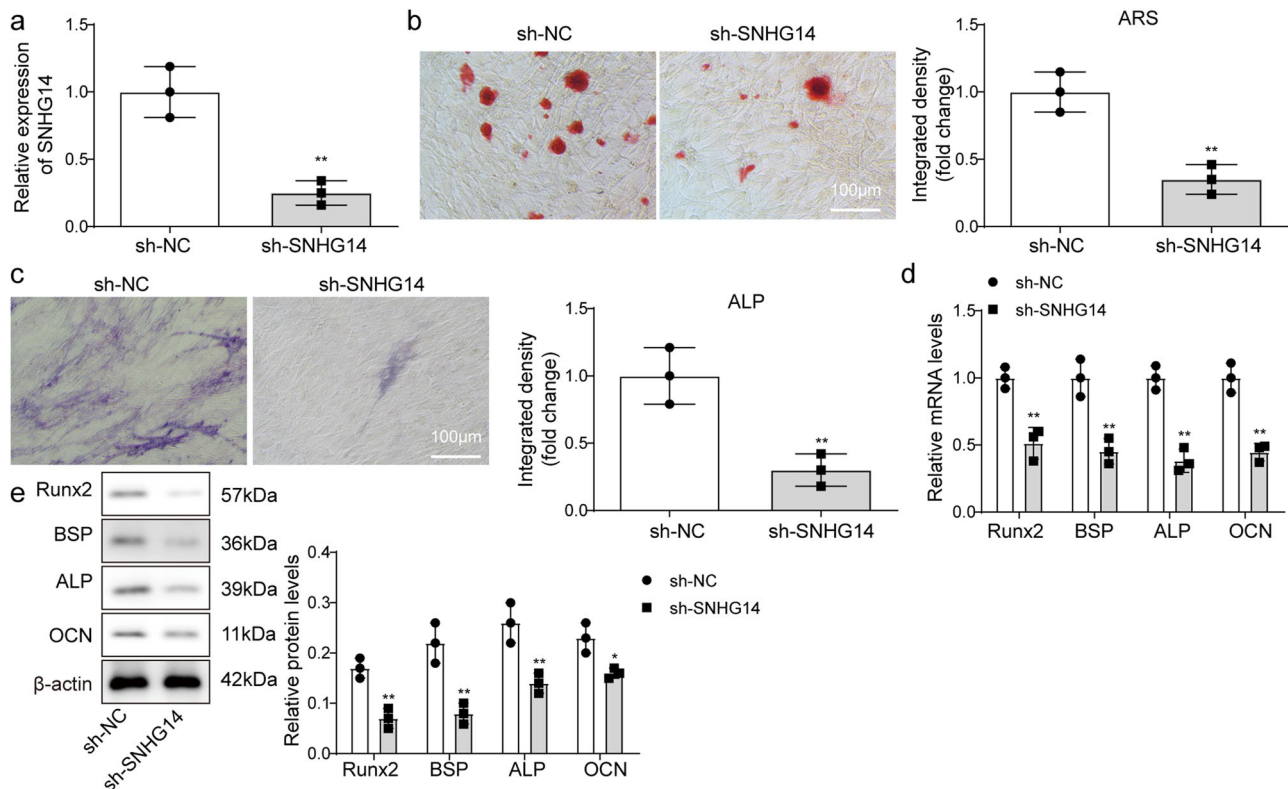 a
Relative expression
of SNHG14
1.5
1.0
0.5
0.0
**
sh-NC
sh-SNHG14
b
sh-NC
sh-SNHG14
100μm
ARS
Integrated density
(fold change)
1.5
1.0
0.5
0.0
**
sh-NC
sh-SNHG14
c
sh-NC
sh-SNHG14
100μm
ALP
Integrated density
(fold change)
1.5
1.0
0.5
0.0
**
sh-NC
sh-SNHG14
d
sh-NC
sh-SNHG14
Relative mRNA levels
1.5
1.0
0.5
0.0
**
**
**
**
Runx2
BSP
ALP
OCN
e
Runx2
57kDa
BSP
36kDa
ALP
39kDa
OCN
11kDa
β-actin
42kDa
sh-NC
sh-SNHG14
Relative protein levels
0.4
0.3
0.2
0.1
0.0
**
**
**
*
Runx2
BSP
ALP
OCN
sh-NC
sh-SNHG14